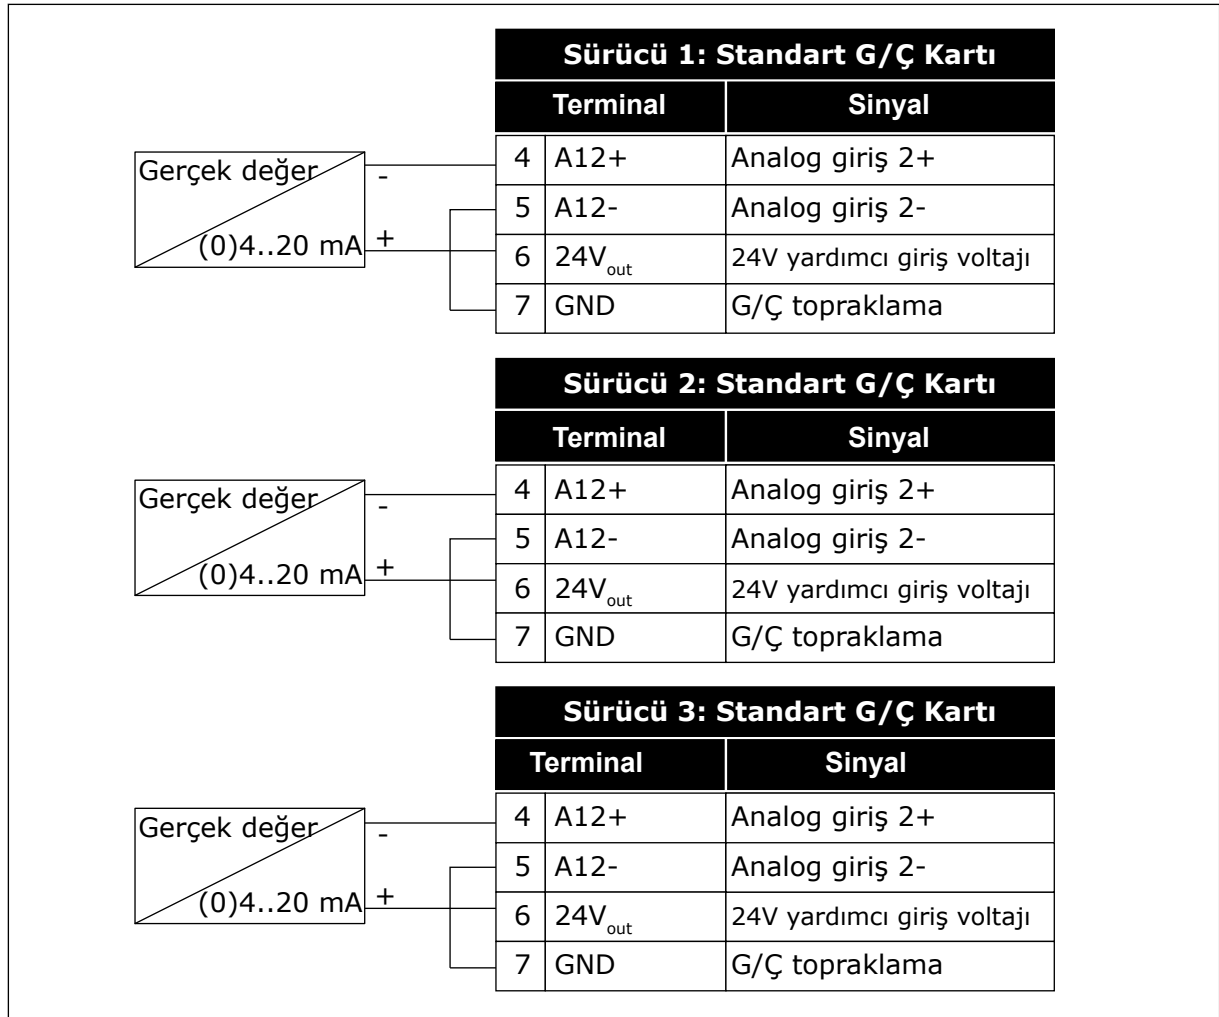 Sürücü 1: Standart G/Ç Kartı
Terminal Sinyal
Gerçek değer
(0)4..20 mA
-
+
4 A12+ Analog giriş 2+
5 A12- Analog giriş 2-
6 24Vout 24V yardımcı giriş voltajı
7 GND G/Ç topraklama
Sürücü 2: Standart G/Ç Kartı
Terminal Sinyal
Gerçek değer
(0)4..20 mA
-
+
4 A12+ Analog giriş 2+
5 A12- Analog giriş 2-
6 24Vout 24V yardımcı giriş voltajı
7 GND G/Ç topraklama
Sürücü 3: Standart G/Ç Kartı
Terminal Sinyal
Gerçek değer
(0)4..20 mA
-
+
4 A12+ Analog giriş 2+
5 A12- Analog giriş 2-
6 24Vout 24V yardımcı giriş voltajı
7 GND G/Ç topraklama